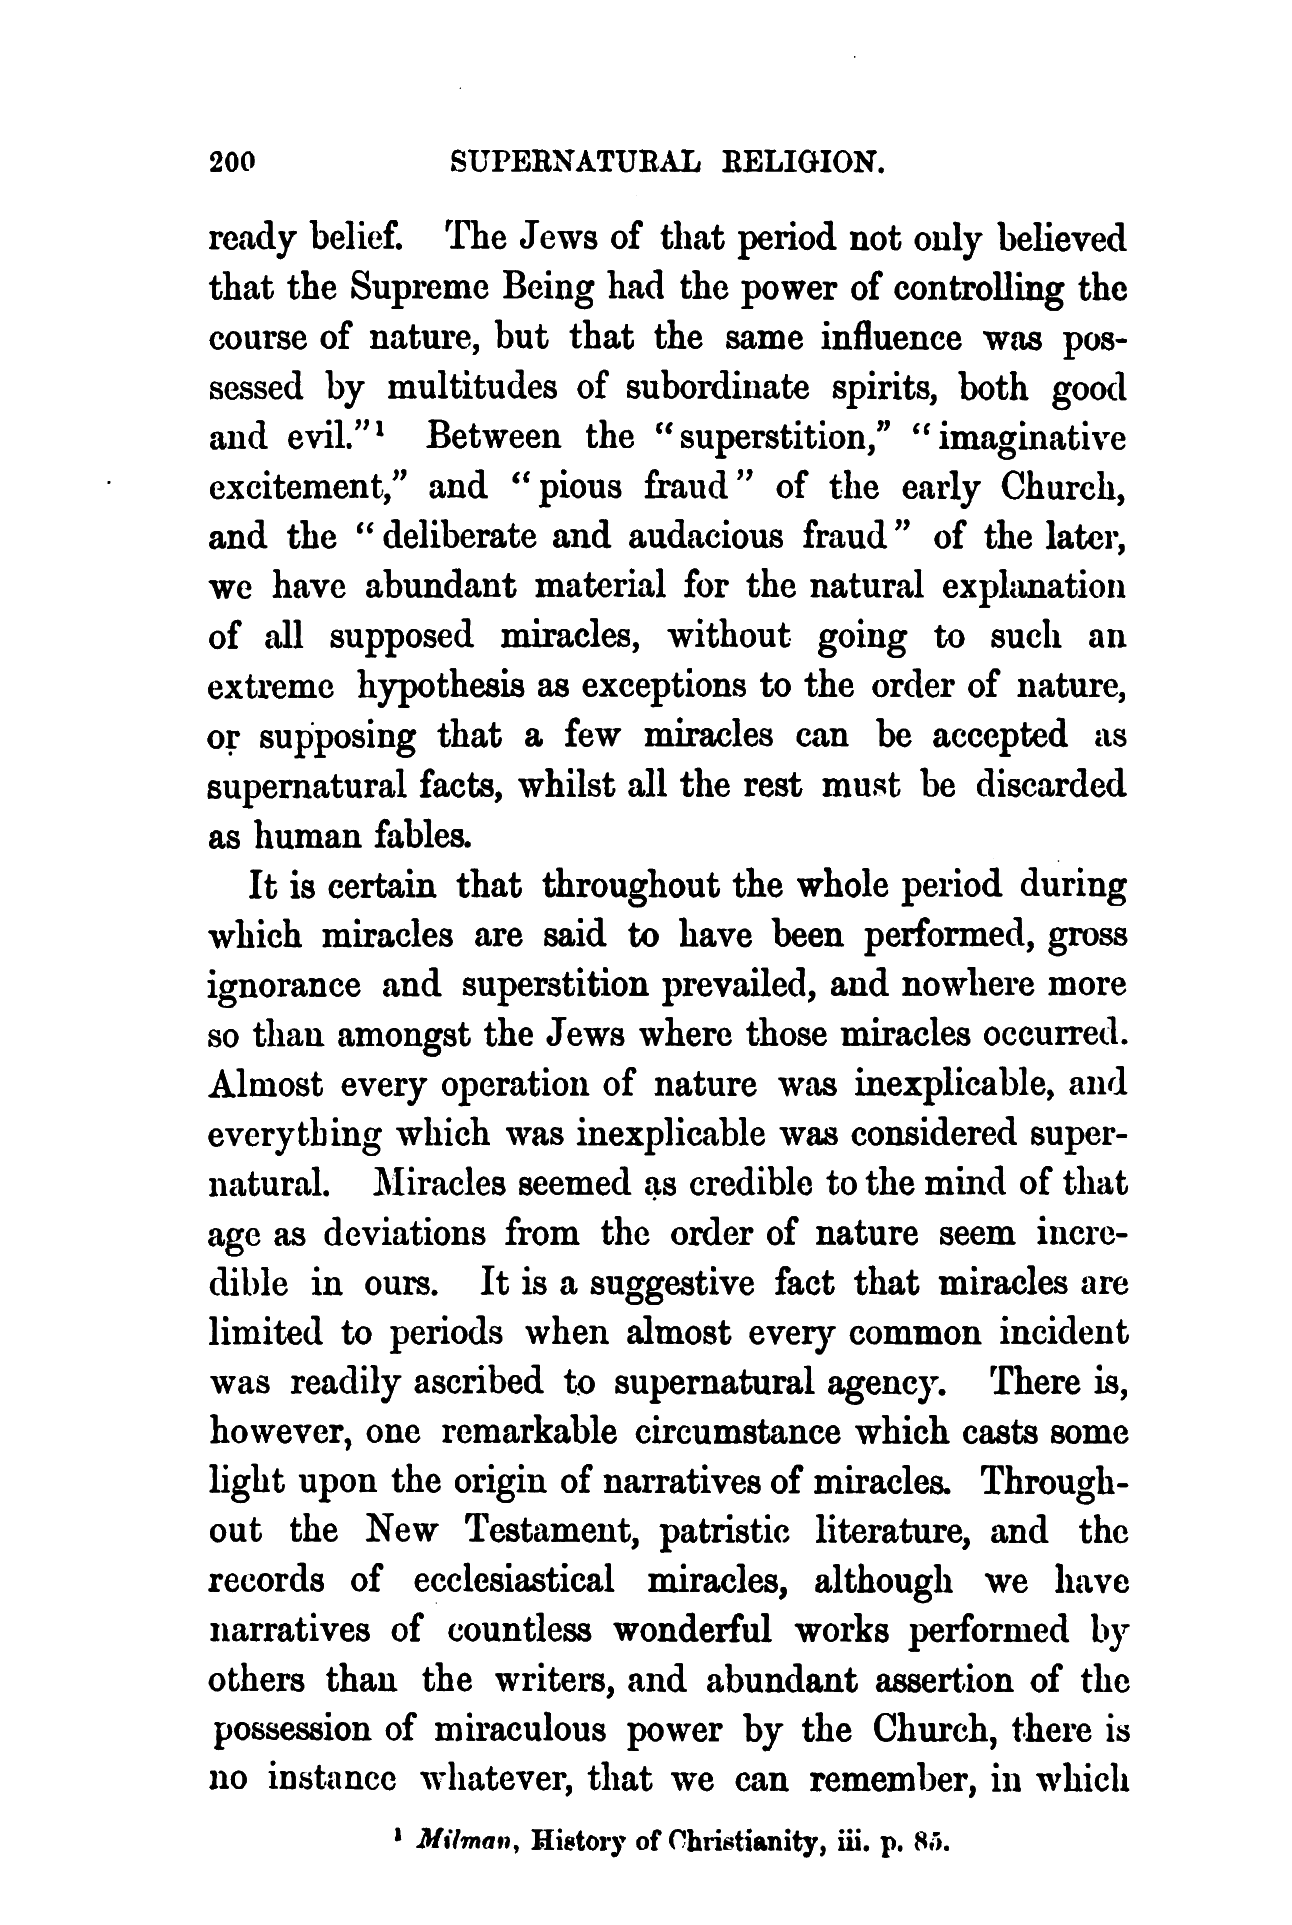 200 SUPERNATURAL RELIGION.
ready belief. The Jews of that period not only believed
that the Supreme Being had the power of controlling the
course of nature, but that the same influence was pos-
sessed by multitudes of subordinate spirits, both good
and evil."¹ Between the "superstition," "imaginative
excitement," and "pious fraud" of the early Church,
and the "deliberate and audacious fraud" of the later,
we have abundant material for the natural explanation
of all supposed miracles, without going to such an
extreme hypothesis as exceptions to the order of nature,
or supposing that a few miracles can be accepted as
supernatural facts, whilst all the rest must be discarded
as human fables.
It is certain that throughout the whole period during
which miracles are said to have been performed, gross
ignorance and superstition prevailed, and nowhere more
so than amongst the Jews where those miracles occurred.
Almost every operation of nature was inexplicable, and
everything which was inexplicable was considered super-
natural. Miracles seemed as credible to the mind of that
age as deviations from the order of nature seem incre-
dible in ours. It is a suggestive fact that miracles are
limited to periods when almost every common incident
was readily ascribed to supernatural agency. There is,
however, one remarkable circumstance which casts some
light upon the origin of narratives of miracles. Through-
out the New Testament, patristic literature, and the
records of ecclesiastical miracles, although we have
narratives of countless wonderful works performed by
others than the writers, and abundant assertion of the
possession of miraculous power by the Church, there is
no instance whatever, that we can remember, in which
¹ Milman, History of Christianity, iii. p. 85.